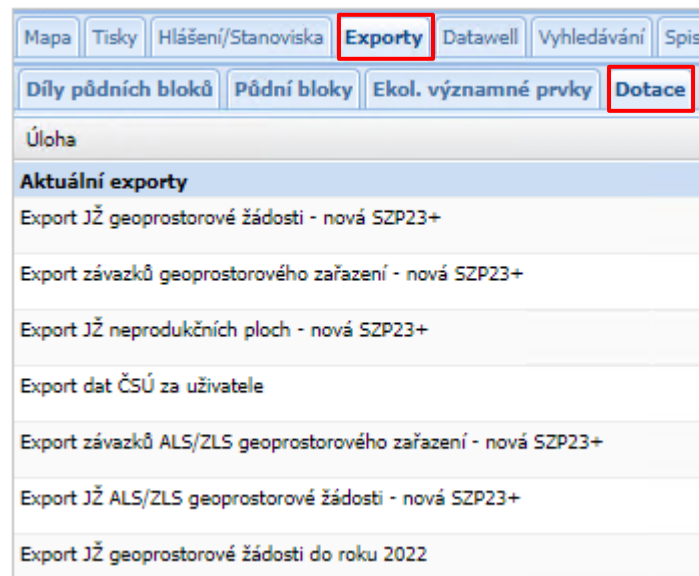 Mapa Tisky Hlášení/Stanoviska Exporty Datawell Vyhledávání Spis
Díly půdních bloků Půdní bloky Ekol. významné prvky Dotace
Úloha
Aktuální exporty
Export JŽ geoprostorové žádosti - nová SZP23+
Export závazků geoprostorového zařazení - nová SZP23+
Export JŽ neprodukčních ploch - nová SZP23+
Export dat ČSÚ za uživatele
Export závazků ALS/ZLS geoprostorového zařazení - nová SZP23+
Export JŽ ALS/ZLS geoprostorové žádosti - nová SZP23+
Export JŽ geoprostorové žádosti do roku 2022